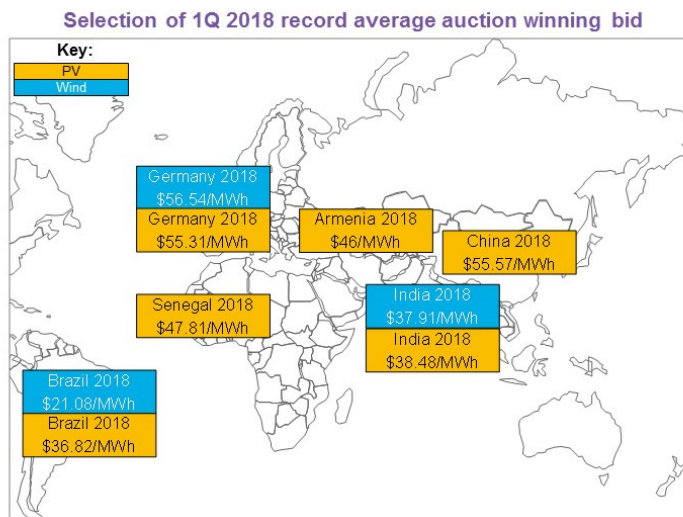 Selection of 1Q 2018 record average auction winning bid
Key:
PV
Wind
Germany 2018
$56.54/MWh
Germany 2018
$55.31/MWh
Armenia 2018
$46/MWh
China 2018
$55.57/MWh
Senegal 2018
$47.81/MWh
India 2018
$37.91/MWh
India 2018
$38.48/MWh
Brazil 2018
$21.08/MWh
Brazil 2018
$36.82/MWh